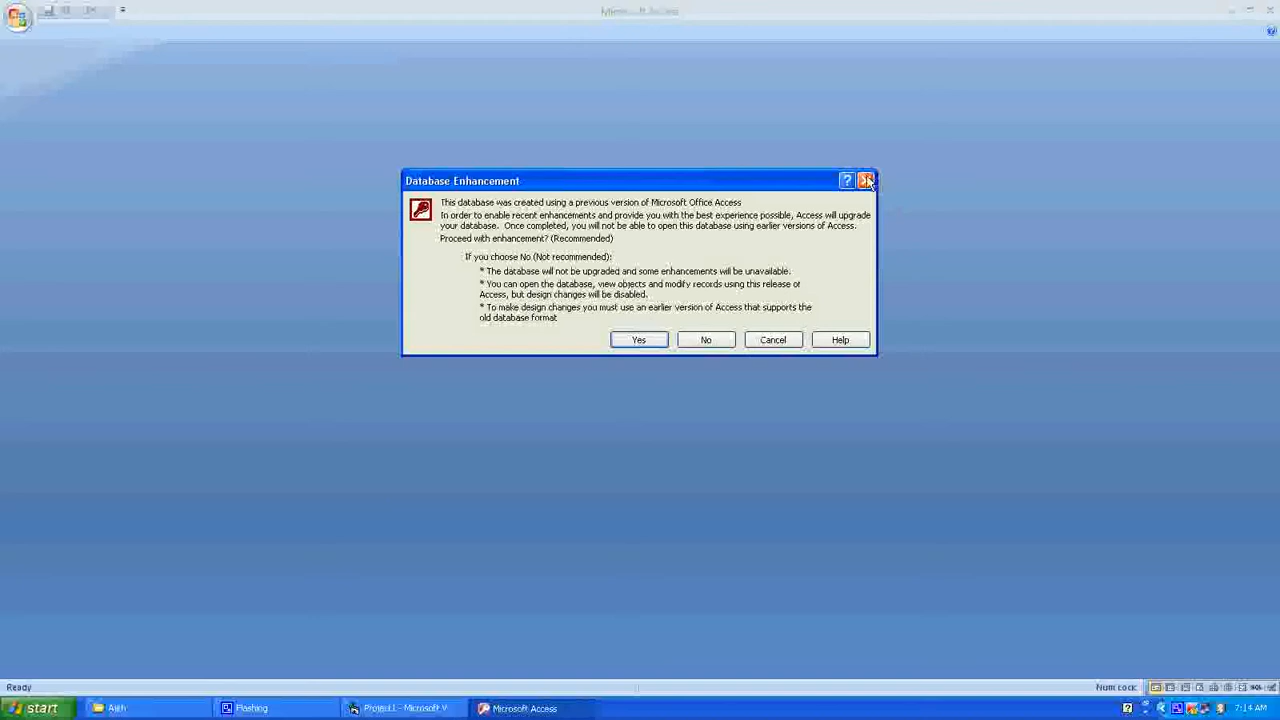 Microsoft Access
Database Enhancement
This database was created using a previous version of Microsoft Office Access
In order to enable recent enhancements and provide you with the best experience possible, Access will upgrade
your database. Once completed, you will not be able to open this database using earlier versions of Access.
Proceed with enhancement? (Recommended)
If you choose No (Not recommended):
* The database will not be upgraded and some enhancements will be unavailable.
* You can open the database, view objects and modify records using this release of
Access, but design changes will be disabled.
* To make design changes you must use an earlier version of Access that supports the
old database format
Yes No Cancel Help
Ready Num Lock
start Flashing Project1 - Microsoft V Microsoft Access 7:14 AM